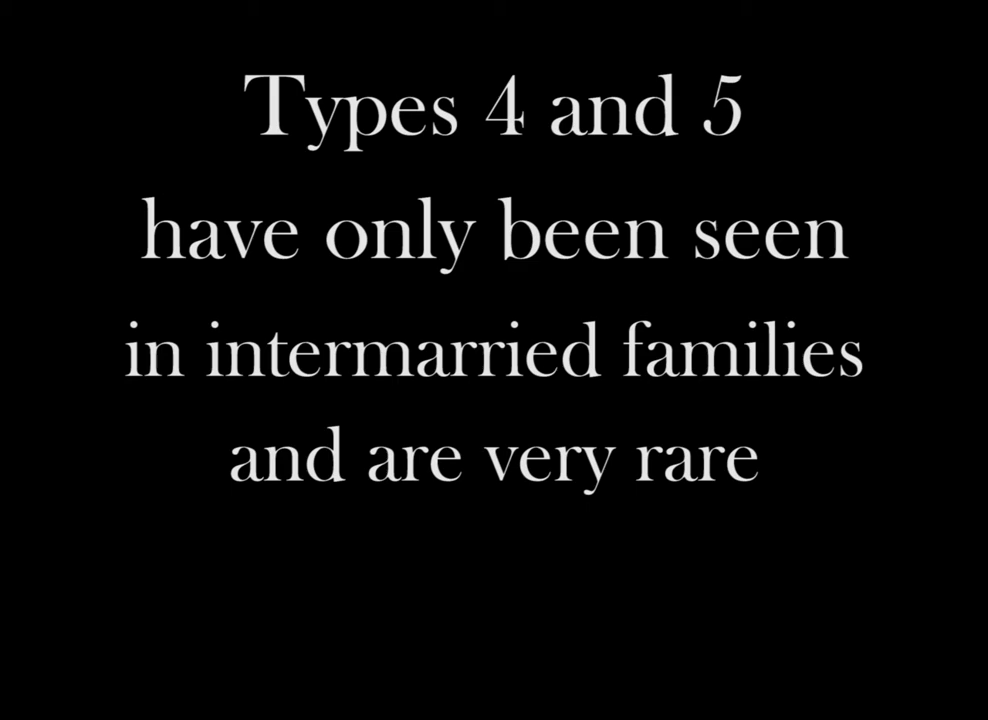 Types 4 and 5
have only been seen
in intermarried families
and are very rare